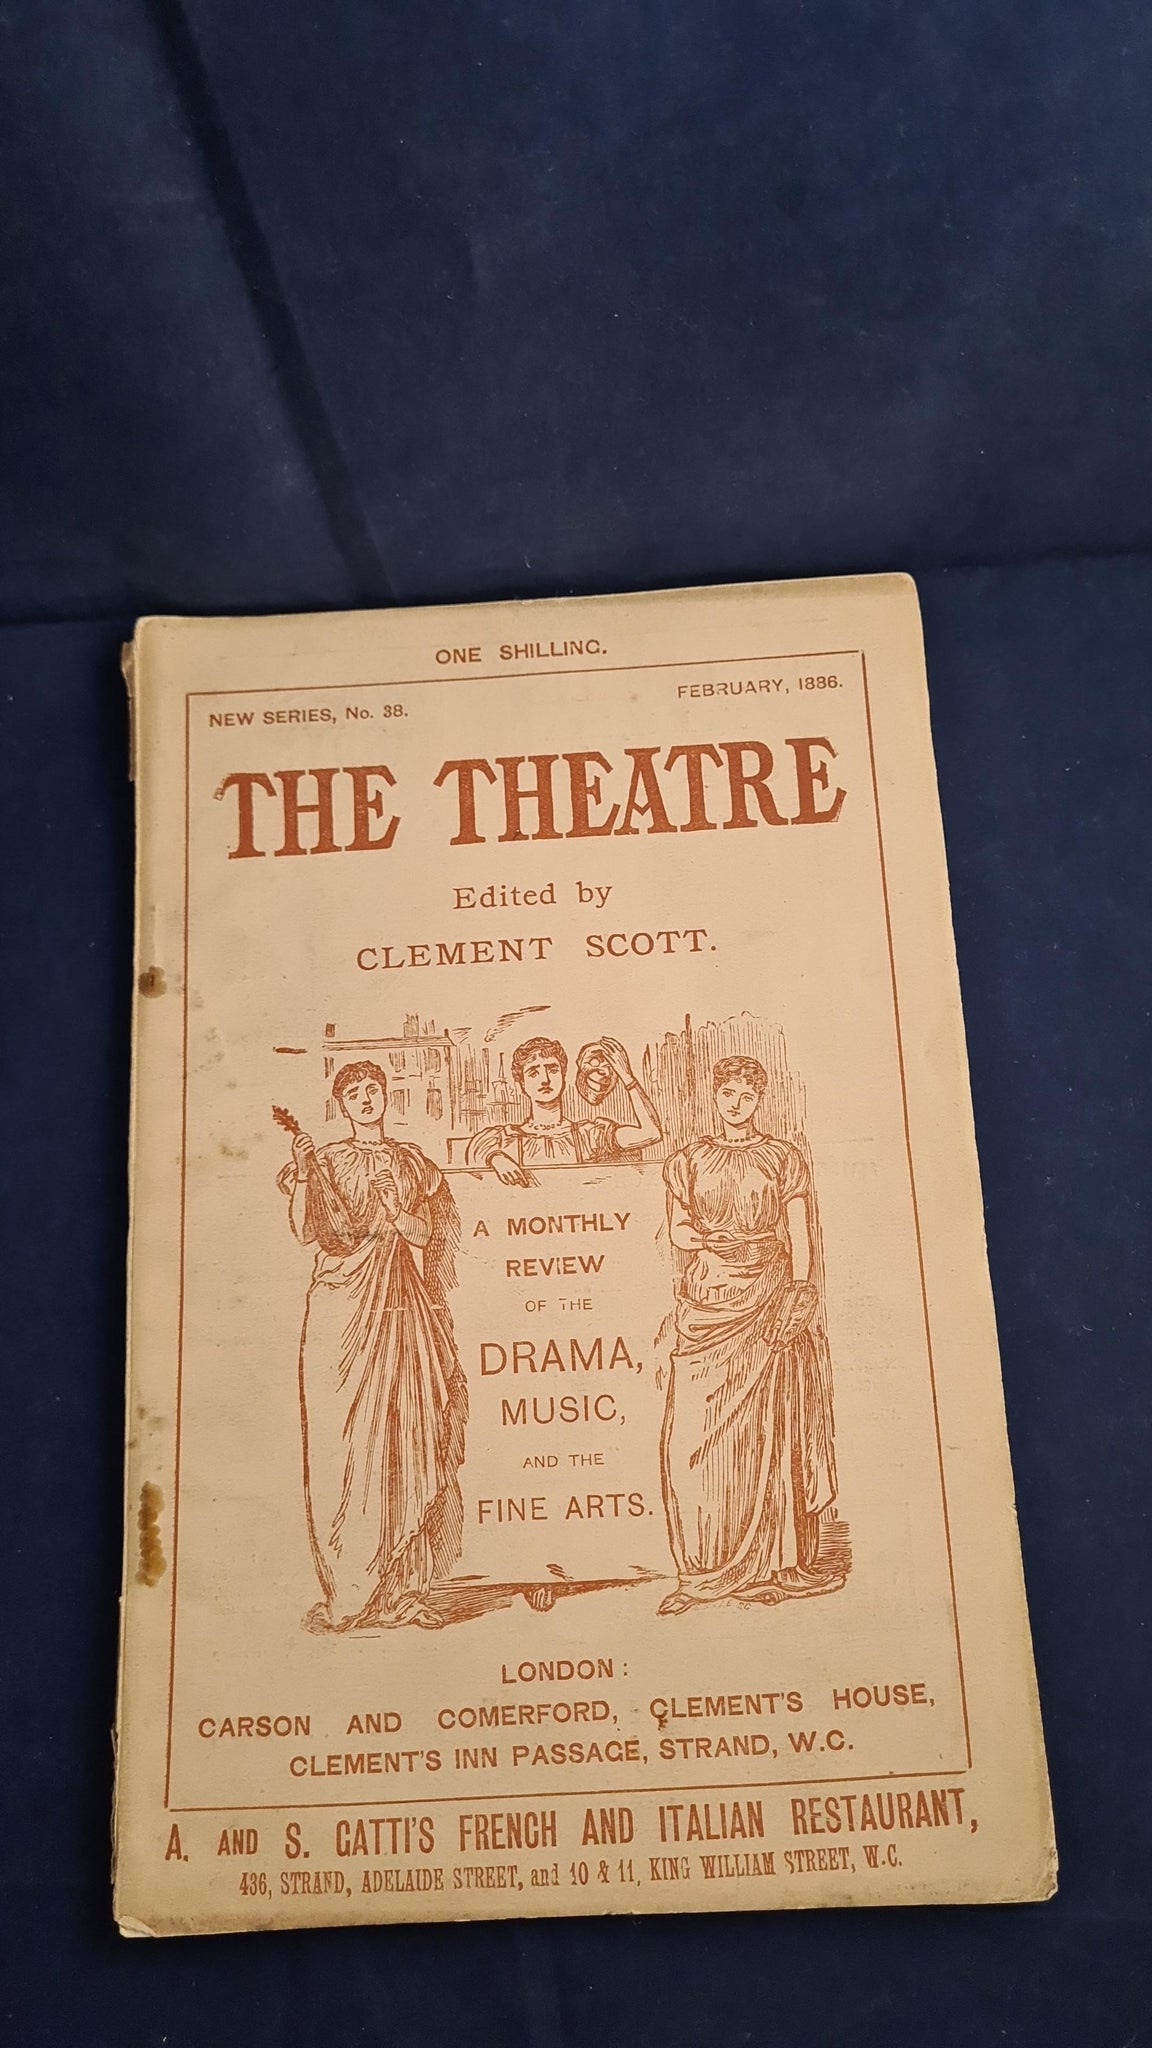 ONE SHILLING.
NEW SERIES, No. 38.
FEBRUARY, 1886.
THE THEATRE
Edited by
CLEMENT SCOTT.
A MONTHLY
REVIEW
OF THE
DRAMA,
MUSIC,
AND THE
FINE ARTS.
LONDON:
CARSON AND COMERFORD, CLEMENT'S HOUSE,
CLEMENT'S INN PASSAGE, STRAND, W.C.
A. AND S. GATTI'S FRENCH AND ITALIAN RESTAURANT,
436, STRAND, ADELAIDE STREET, and 10 & 11, KING WILLIAM STREET, W.C.